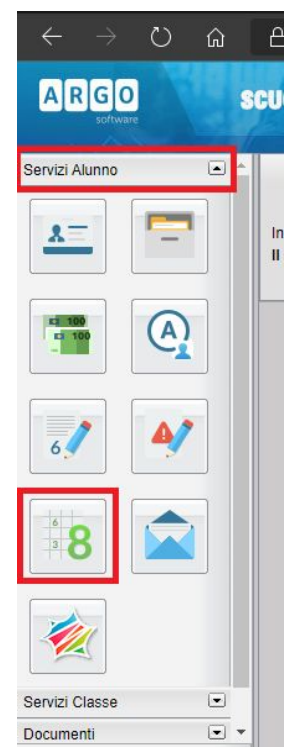 ARGO
software
SCU
Servizi Alunno
In
Il
100
100
A
6
6
3
8
Servizi Classe
Documenti